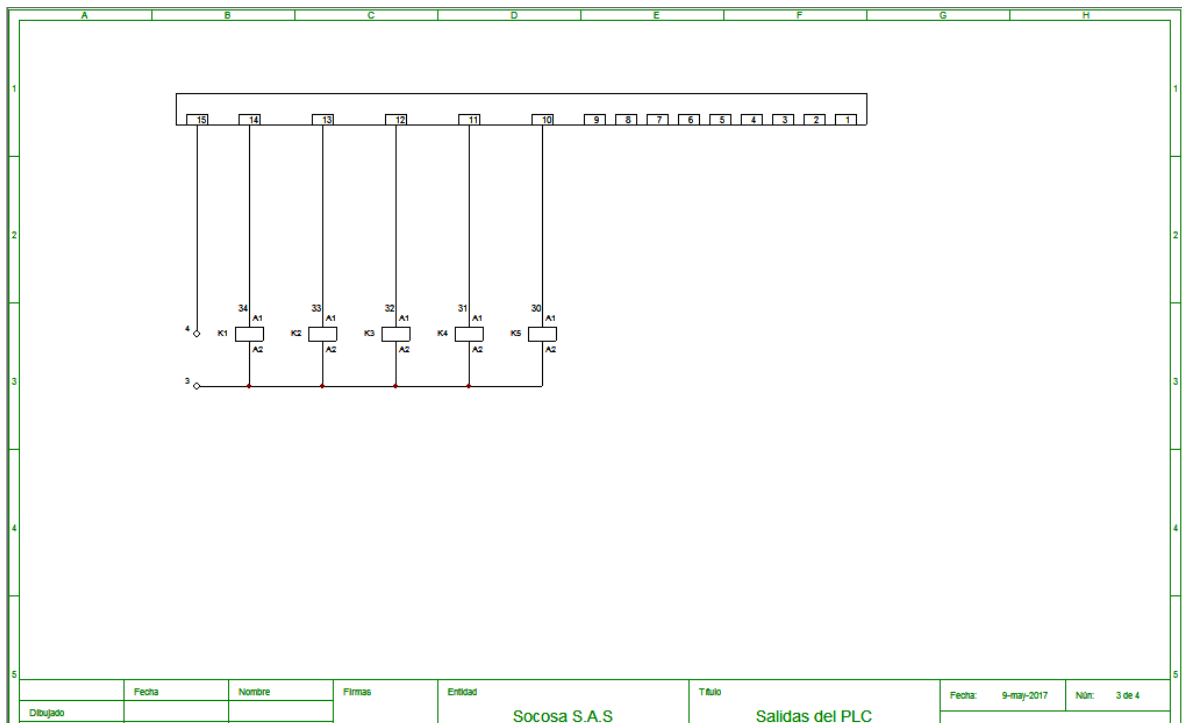 A B C D E F G H
1 1
15 14 13 12 11 10 9 8 7 6 5 4 3 2 1
2 2
34 33 32 31 30
A1 A1 A1 A1 A1
4 K1 K2 K3 K4 K5
A2 A2 A2 A2 A2
3 3 3
4 4
5 5
Fecha Nombre Firmas Entidad Título Fecha: 9-may-2017 Nún: 3 de 4
Dibujado Socosa S.A.S Salidas del PLC